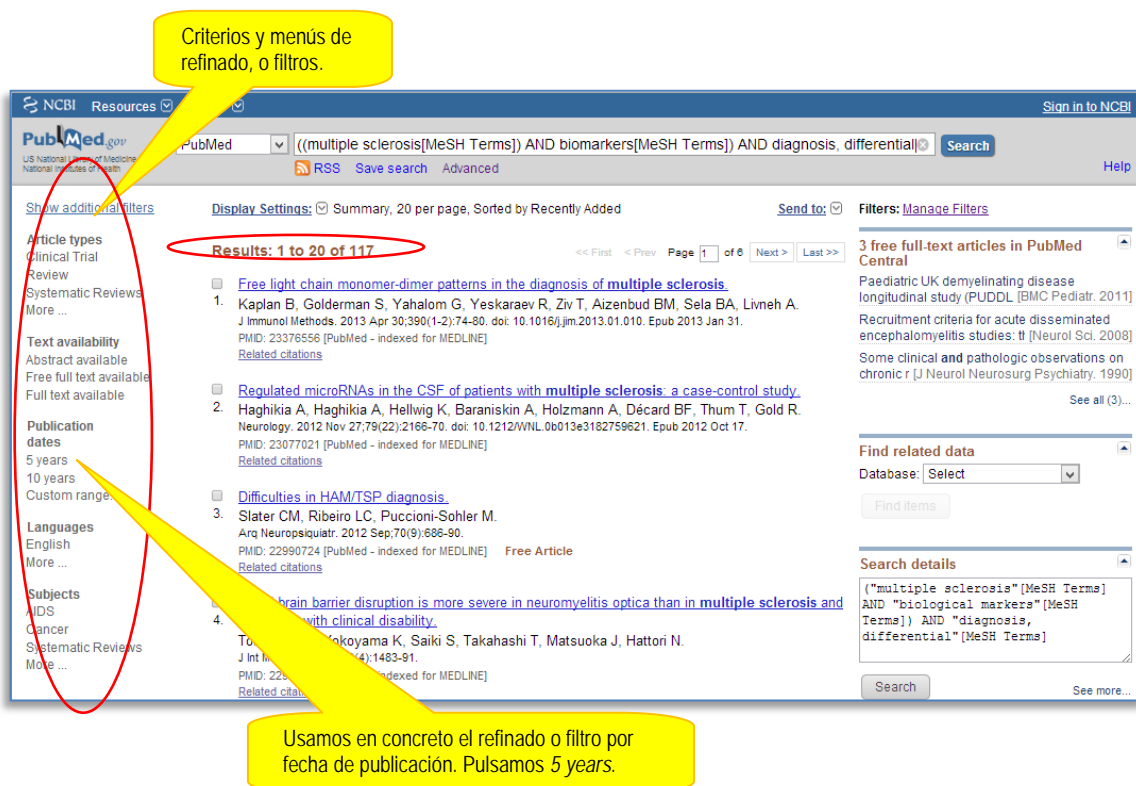 Criterios y menús de
refinado, o filtros.
NCBI Resources
Sign in to NCBI
PubMed.gov
US National Library of Medicine
National Institutes of Health
PubMed
((multiple sclerosis[MeSH Terms]) AND biomarkers[MeSH Terms]) AND diagnosis, differential
Search
RSS Save search Advanced
Help
Show additional filters
Article types
Clinical Trial
Review
Systematic Reviews
More ...
Text availability
Abstract available
Free full text available
Full text available
Publication
dates
5 years
10 years
Custom range...
Languages
English
More ...
Subjects
AIDS
Cancer
Systematic Reviews
More ...
Display Settings: Summary, 20 per page, Sorted by Recently Added
Send to:
Results: 1 to 20 of 117
<< First < Prev Page 1 of 6 Next > Last >>
Free light chain monomer-dimer patterns in the diagnosis of multiple sclerosis.
1. Kaplan B, Golderman S, Yahalom G, Yeskaraev R, Ziv T, Aizenbud BM, Sela BA, Livneh A.
J Immunol Methods. 2013 Apr 30;390(1-2):74-80. doi: 10.1016/j.jim.2013.01.010. Epub 2013 Jan 31.
PMID: 23376556 [PubMed - indexed for MEDLINE]
Related citations
Regulated microRNAs in the CSF of patients with multiple sclerosis: a case-control study.
2. Haghikia A, Haghikia A, Hellwig K, Baraniskin A, Holzmann A, Décard BF, Thum T, Gold R.
Neurology. 2012 Nov 27;79(22):2166-70. doi: 10.1212/WNL.0b013e3182759621. Epub 2012 Oct 17.
PMID: 23077021 [PubMed - indexed for MEDLINE]
Related citations
Difficulties in HAM/TSP diagnosis.
3. Slater CM, Ribeiro LC, Puccioni-Sohler M.
Arq Neuropsiquiatr. 2012 Sep;70(9):686-90.
PMID: 22990724 [PubMed - indexed for MEDLINE] Free Article
Related citations
brain barrier disruption is more severe in neuromyelitis optica than in multiple sclerosis and
4. with clinical disability.
K, Saiki S, Takahashi T, Matsuoka J, Hattori N.
J Int (4):1483-91.
PMID: for MEDLINE]
Related
Filters: Manage Filters
3 free full-text articles in PubMed
Central
Paediatric UK demyelinating disease
longitudinal study (PUDDL [BMC Pediatr. 2011]
Recruitment criteria for acute disseminated
encephalomyelitis studies: [Neurol Sci. 2008]
Some clinical and pathologic observations on
chronic r [J Neurol Neurosurg Psychiatry. 1990]
See all (3)...
Find related data
Database: Select
Find items
Search details
("multiple sclerosis"[MeSH Terms]
AND "biological markers"[MeSH
Terms]) AND "diagnosis,
differential"[MeSH Terms]
Search
See more...
Usamos en concreto el refinado o filtro por
fecha de publicación. Pulsamos 5 years.